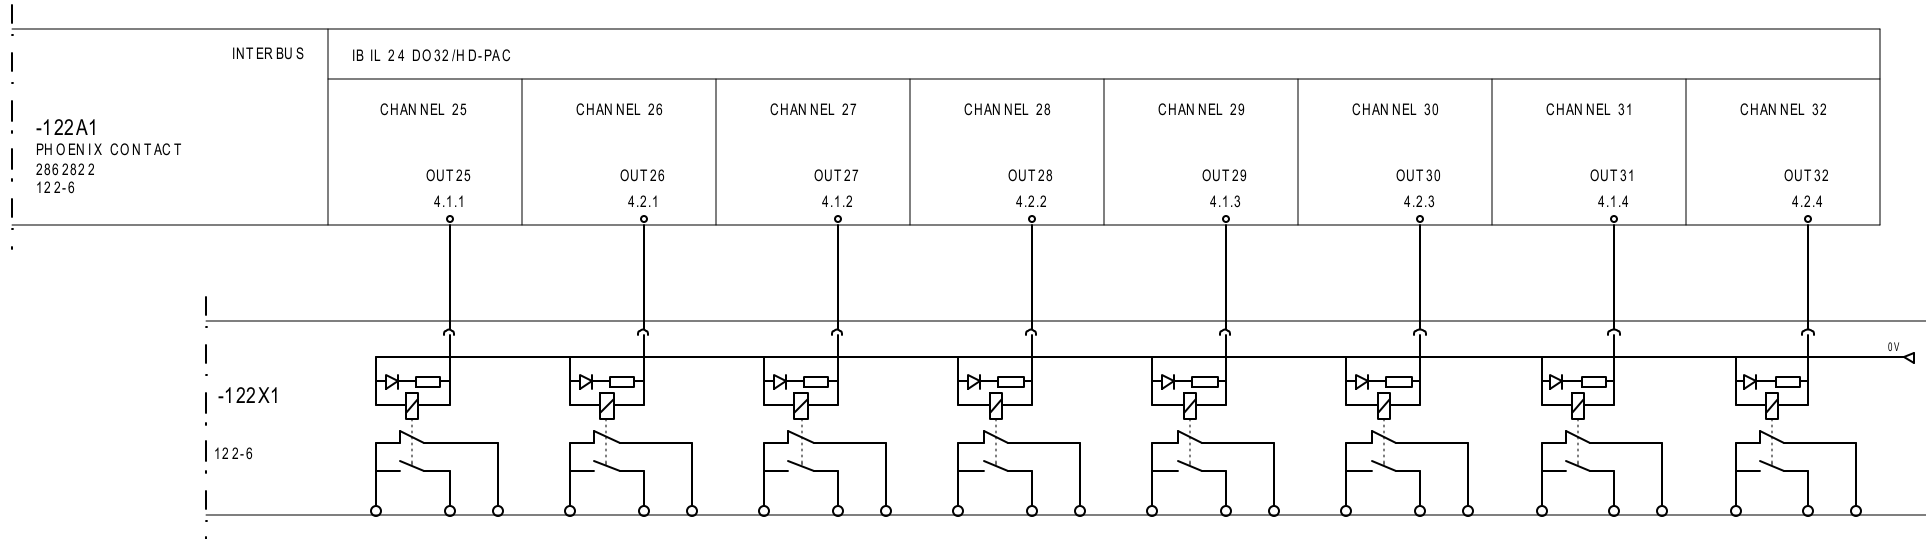 INTERBUS
IB IL 24 DO32/HD-PAC
-122A1
PHOENIX CONTACT
2862822
122-6
CHANNEL 25
CHANNEL 26
CHANNEL 27
CHANNEL 28
CHANNEL 29
CHANNEL 30
CHANNEL 31
CHANNEL 32
OUT25
OUT26
OUT27
OUT28
OUT29
OUT30
OUT31
OUT32
4.1.1
4.2.1
4.1.2
4.2.2
4.1.3
4.2.3
4.1.4
4.2.4
0V
-122X1
122-6